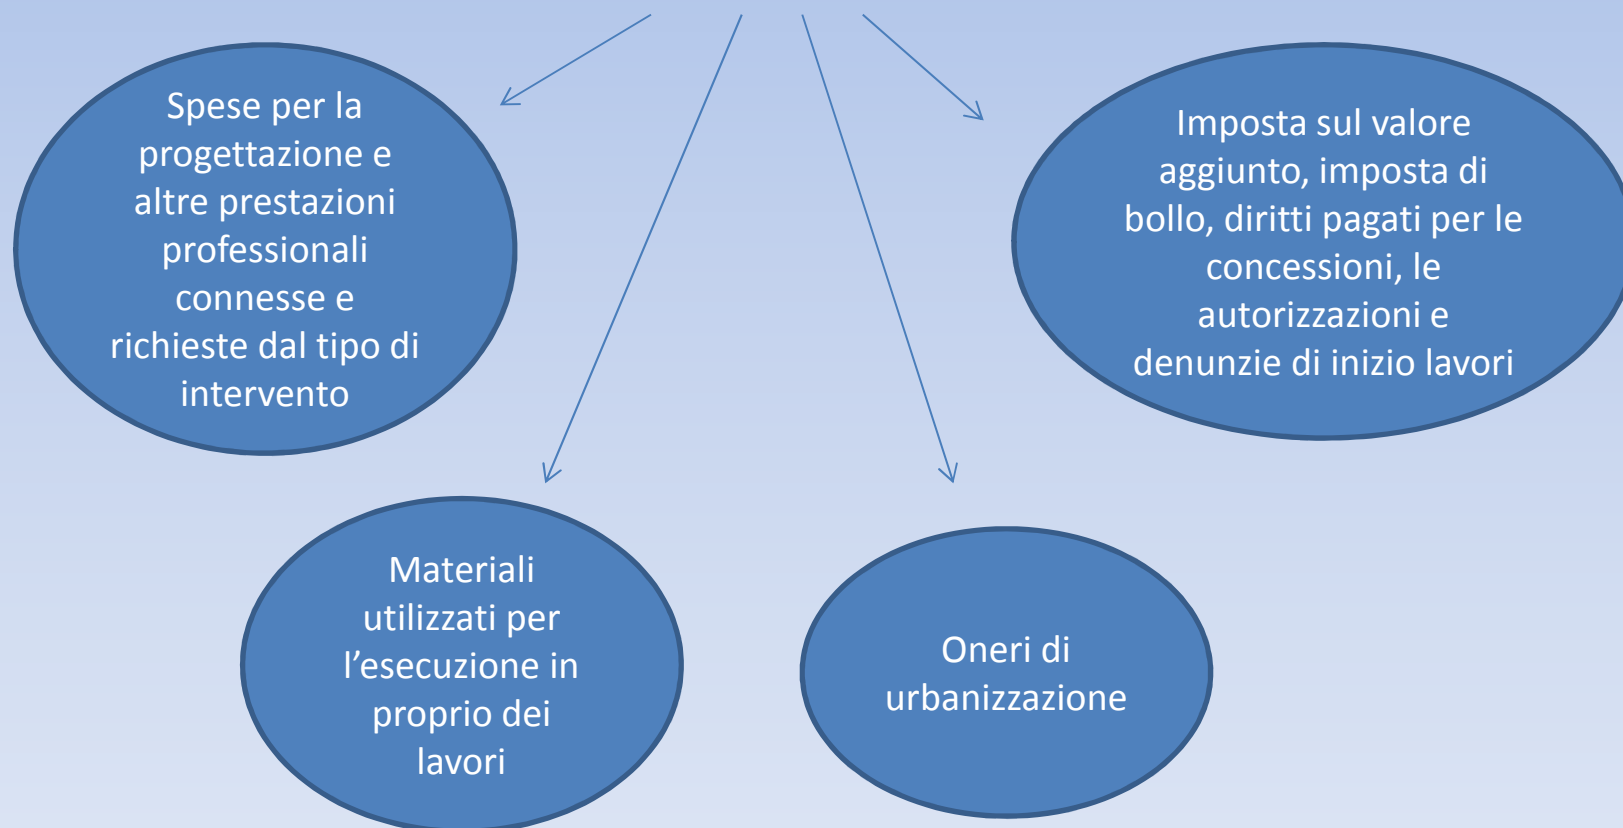 Spese per la
progettazione e
altre prestazioni
professionali
connesse e
richieste dal tipo di
intervento
Imposta sul valore
aggiunto, imposta di
bollo, diritti pagati per le
concessioni, le
autorizzazioni e
denunzie di inizio lavori
Materiali
utilizzati per
l’esecuzione in
proprio dei
lavori
Oneri di
urbanizzazione